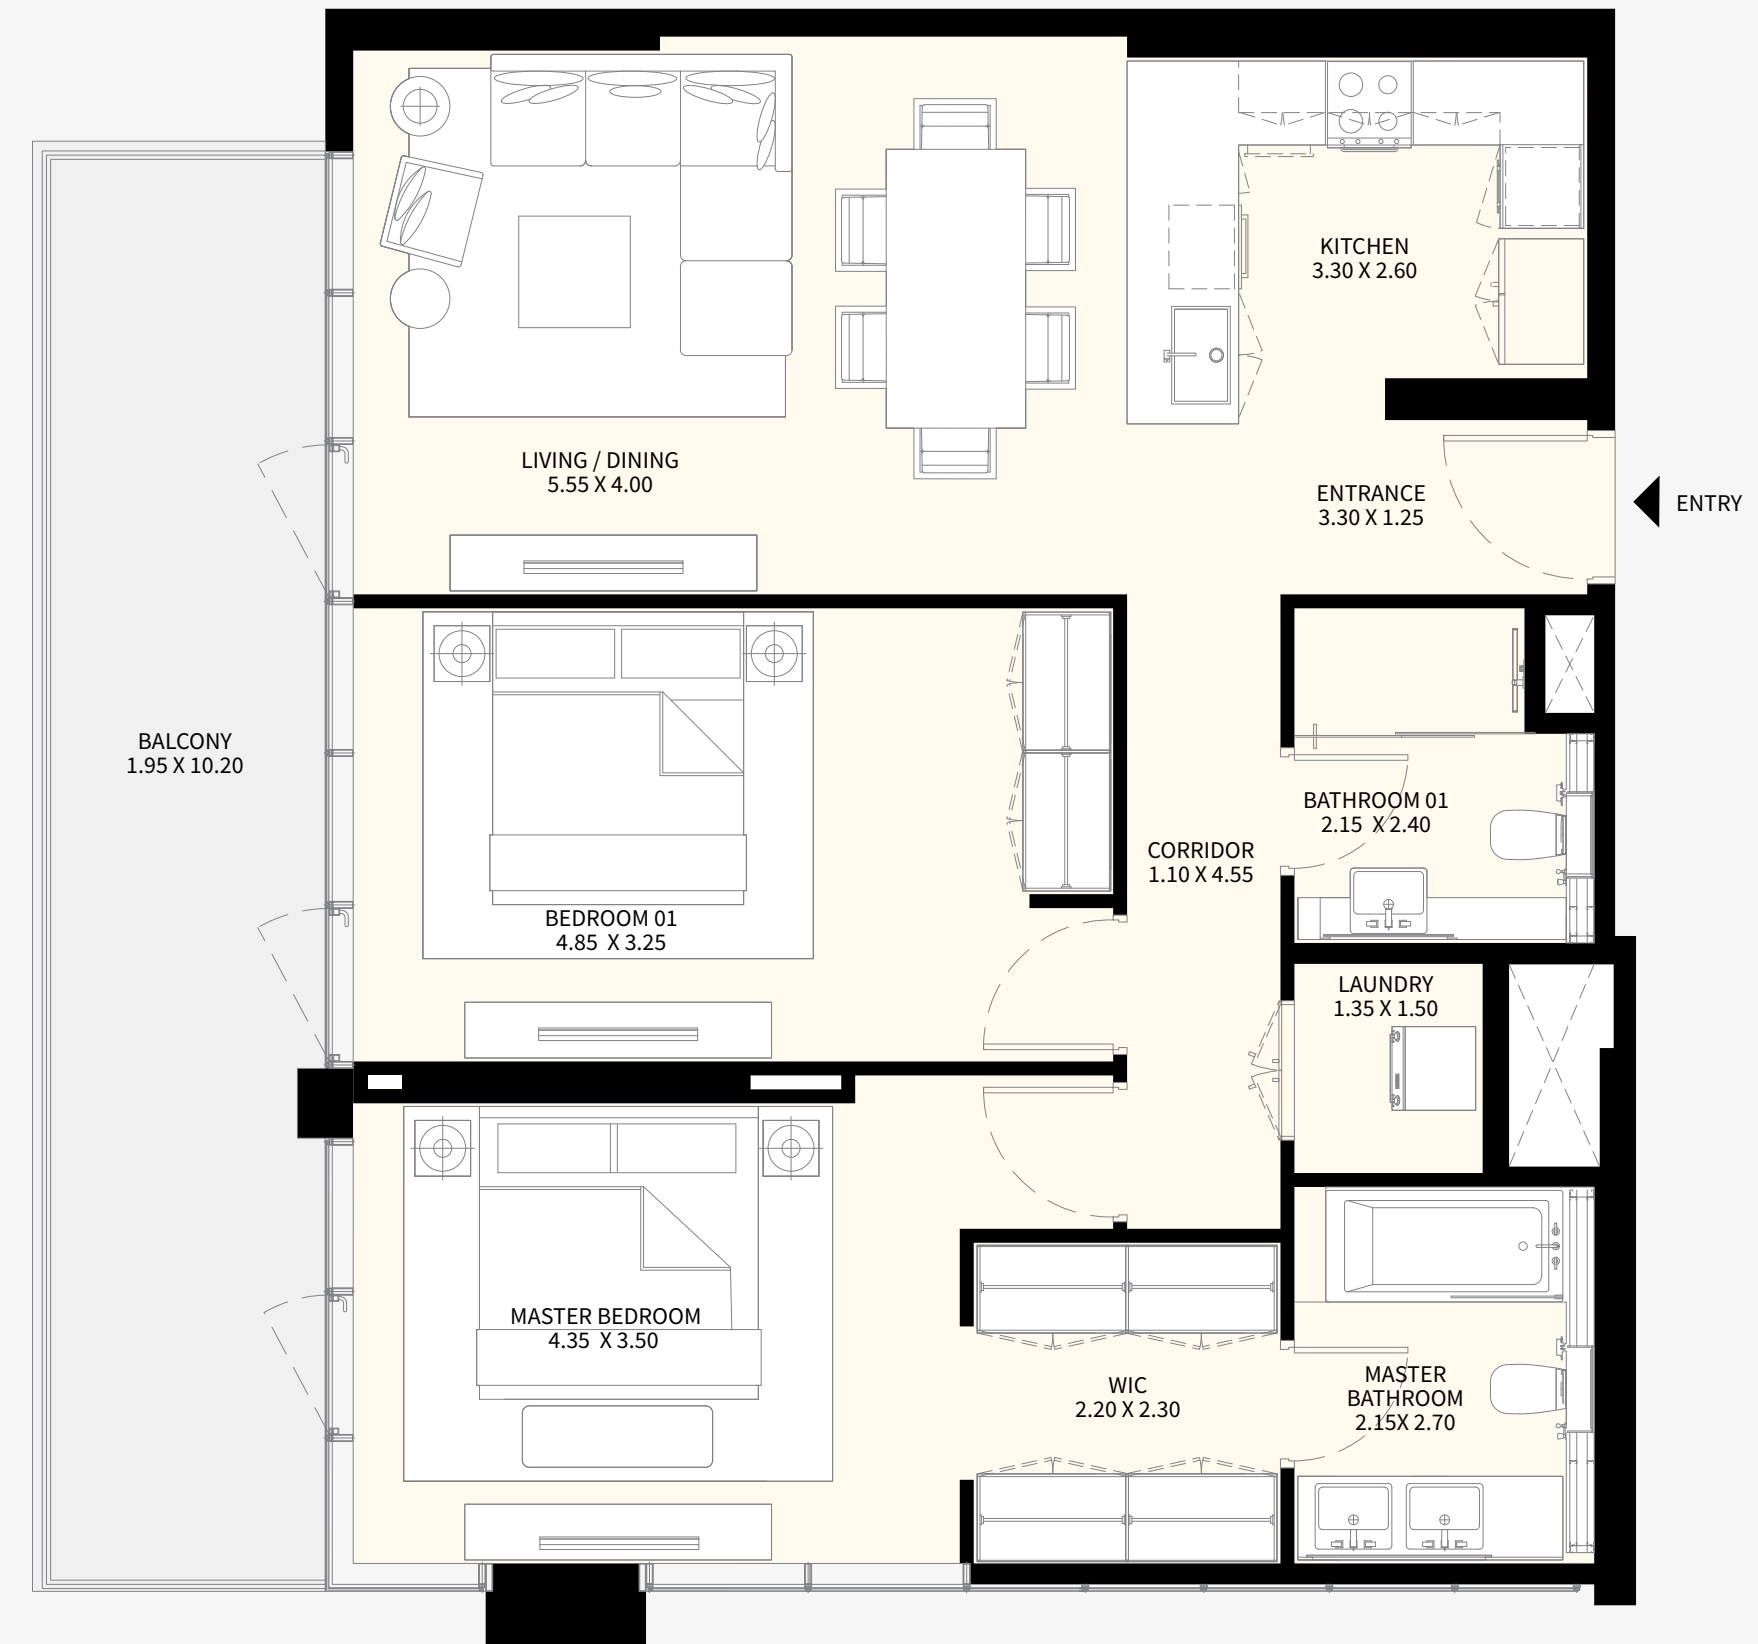 KITCHEN
3.30 X 2.60
LIVING / DINING
5.55 X 4.00
ENTRANCE
3.30 X 1.25
ENTRY
BALCONY
1.95 X 10.20
BATHROOM 01
2.15 X 2.40
CORRIDOR
1.10 X 4.55
BEDROOM 01
4.85 X 3.25
LAUNDRY
1.35 X 1.50
MASTER BEDROOM
4.35 X 3.50
WIC
2.20 X 2.30
MASTER
BATHROOM
2.15X 2.70